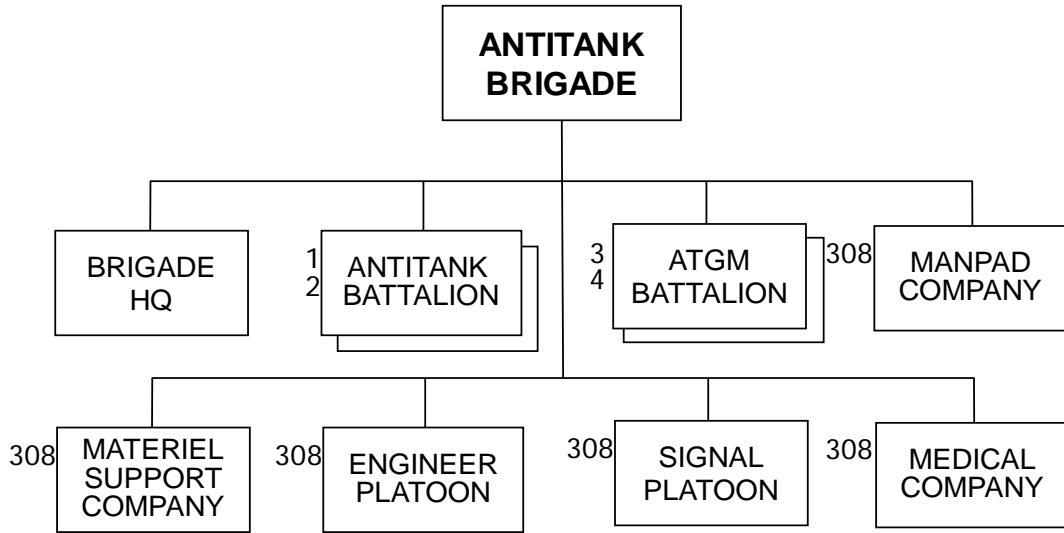 ANTITANK
BRIGADE
BRIGADE
HQ
1
2
ANTITANK
BATTALION
3
4
ATGM
BATTALION
308
MANPAD
COMPANY
308
MATERIEL
SUPPORT
COMPANY
308
ENGINEER
PLATOON
308
SIGNAL
PLATOON
308
MEDICAL
COMPANY